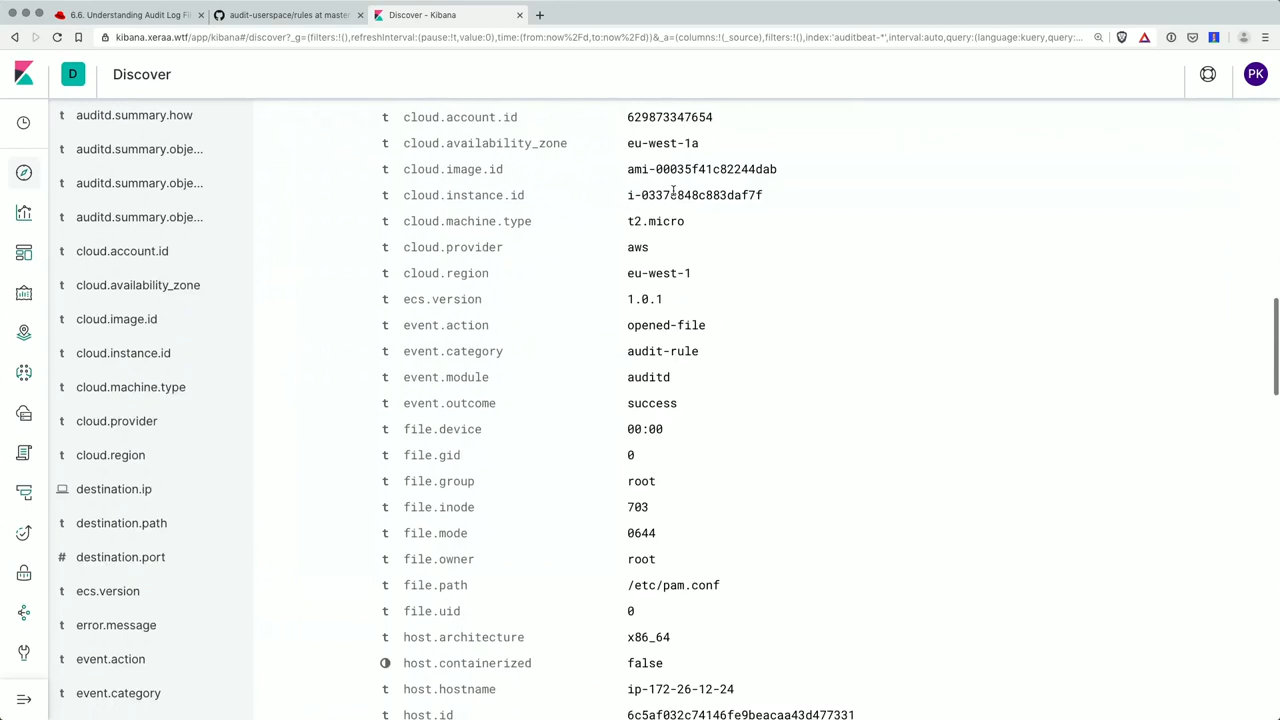 6.6. Understanding Audit Log Fi
audit-userspace/rules at master
Discover - Kibana
kibana.xeraa.wtf/app/kibana#/discover?_g=(filters:!(),refreshInterval:(pause:!t,value:0),time:(from:now%2Fd,to:now%2Fd))&_a=(columns:!(_source),filters:!(),index:'auditbeat-*',interval:auto,query:(language:kuery,query:...
D
Discover
PK
t auditd.summary.how
t auditd.summary.obje...
t auditd.summary.obje...
t auditd.summary.obje...
t cloud.account.id
t cloud.availability_zone
t cloud.image.id
t cloud.instance.id
t cloud.machine.type
t cloud.provider
t cloud.region
destination.ip
t destination.path
# destination.port
t ecs.version
t error.message
t event.action
t event.category
t cloud.account.id 629873347654
t cloud.availability_zone eu-west-1a
t cloud.image.id ami-00035f41c82244dab
t cloud.instance.id
t cloud.machine.type t2.micro
t cloud.provider aws
t cloud.region eu-west-1
t ecs.version 1.0.1
t event.action opened-file
t event.category audit-rule
t event.module auditd
t event.outcome success
t file.device 00:00
t file.gid 0
t file.group root
t file.inode 703
t file.mode 0644
t file.owner root
t file.path /etc/pam.conf
t file.uid 0
t host.architecture x86_64
host.containerized false
t host.hostname ip-172-26-12-24
t host.id 6c5af032c74146fe9beacaa43d477331